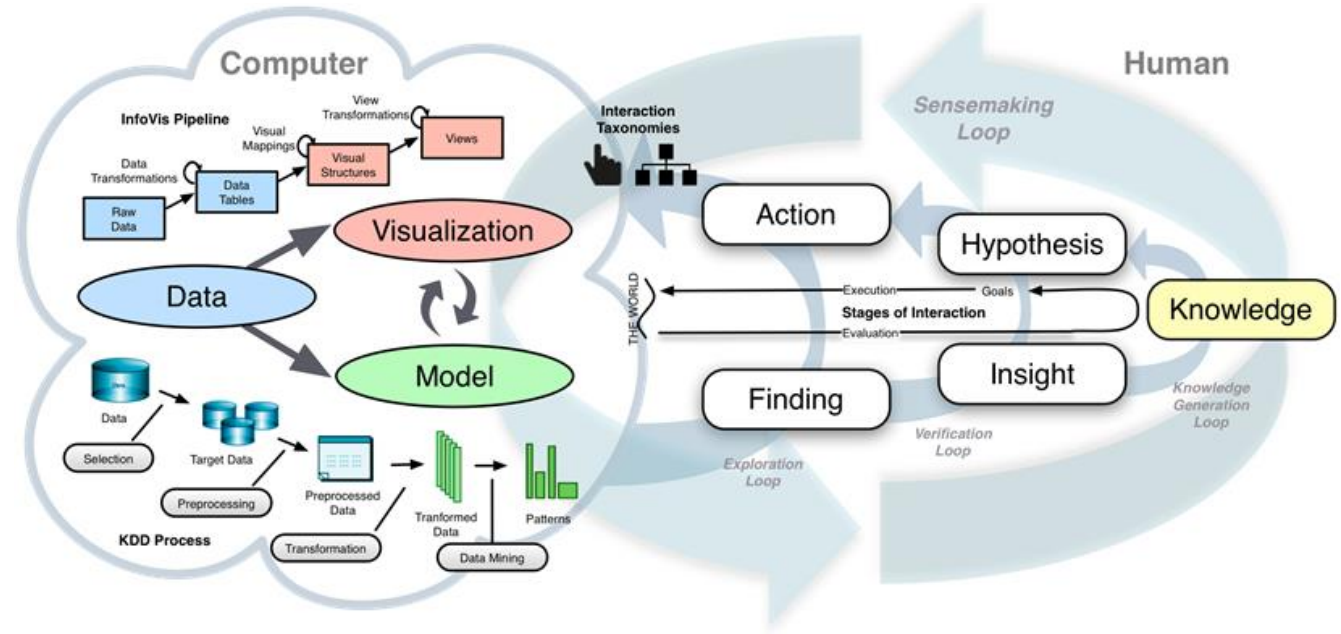 Computer
Human
InfoVis Pipeline
View
Transformations
Visual
Mappings
Views
Visual
Structures
Data
Transformations
Data
Tables
Raw
Data
Interaction
Taxonomies
Sensemaking
Loop
Visualization
Action
Hypothesis
Data
THE WORLD
Execution
Goals
Stages of Interaction
Evaluation
Knowledge
Model
Finding
Insight
Knowledge
Generation
Loop
Verification
Loop
Exploration
Loop
Data
Selection
Target Data
Preprocessing
Preprocessed
Data
Transformation
Tranformed
Data
Patterns
Data Mining
KDD Process